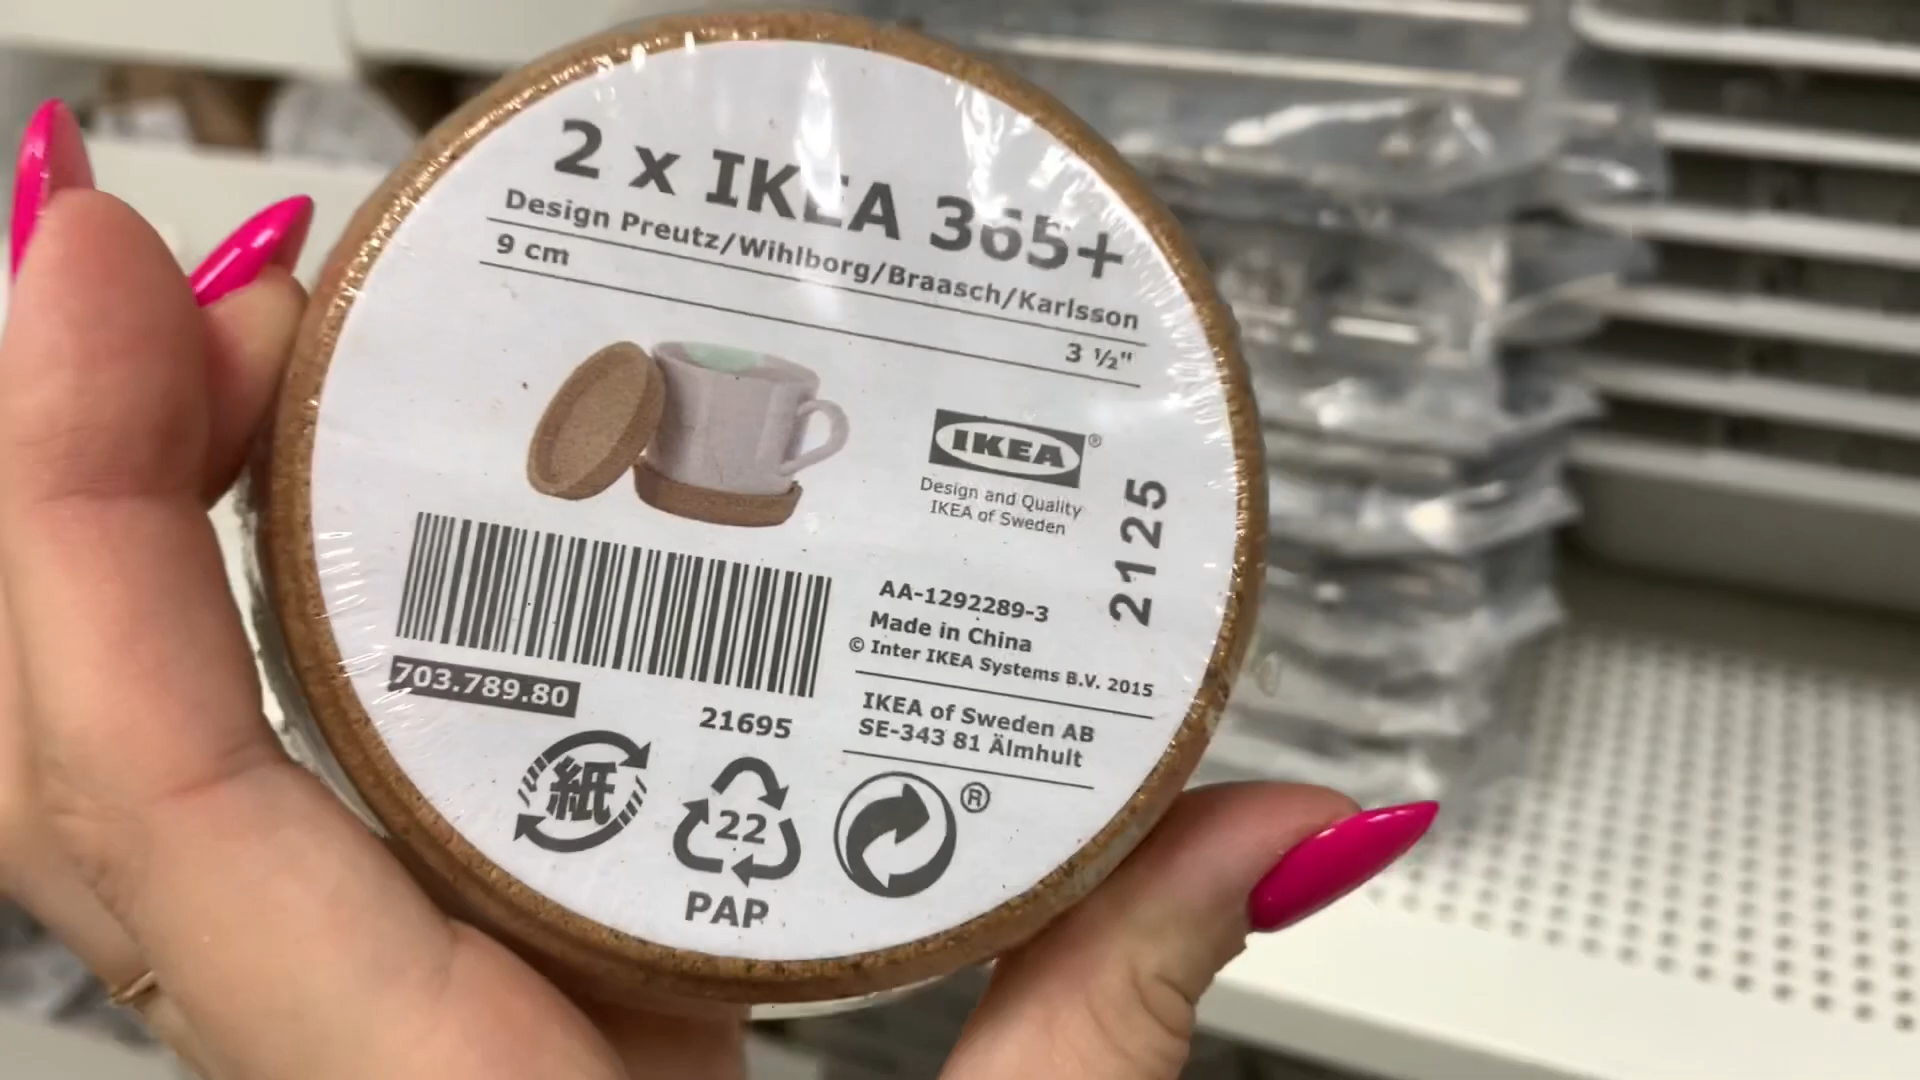 2 x IKEA 365+
Design Preutz/Wihlborg/Braasch/Karlsson
9 cm
3 ½"
IKEA®
Design and Quality
IKEA of Sweden
2125
AA-1292289-3
Made in China
© Inter IKEA Systems B.V. 2015
703.789.80
21695
IKEA of Sweden AB
SE-343 81 Älmhult
紙
22
PAP
®